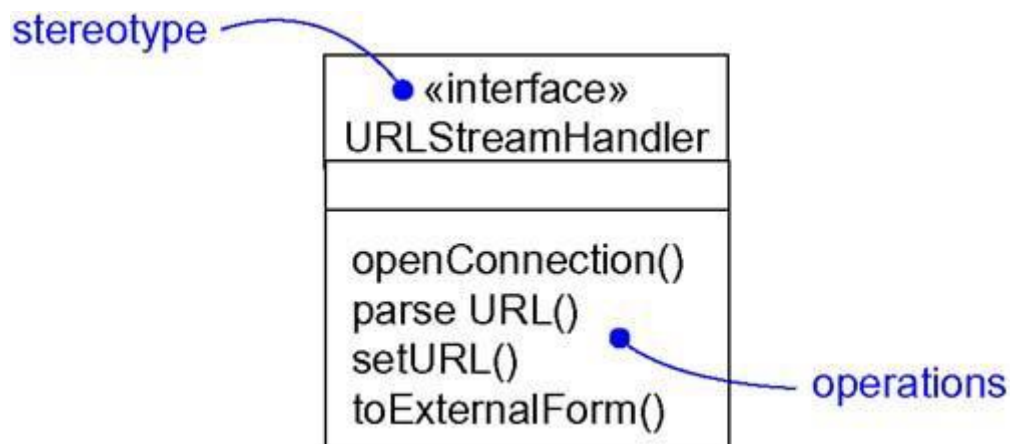 stereotype
«interface»
URLStreamHandler
openConnection()
parse URL()
setURL()
toExternalForm()
operations